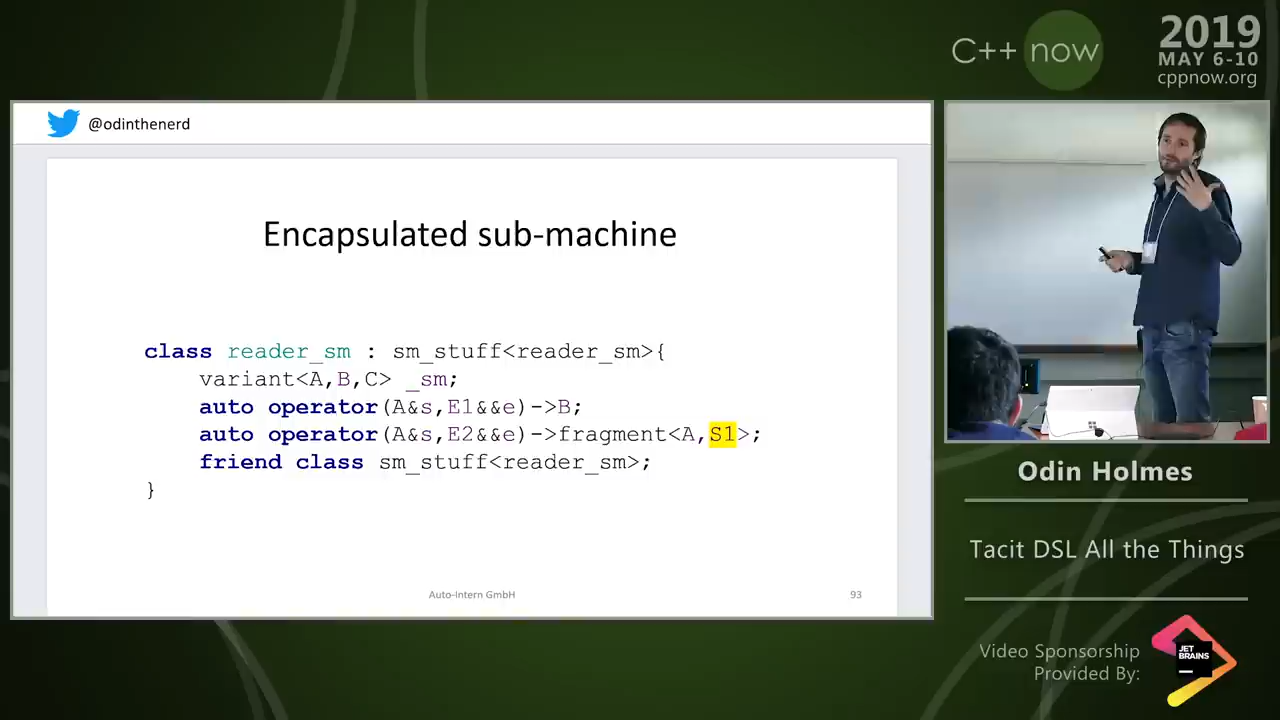 C++ now
2019
MAY 6-10
cppnow.org
@odinthenerd
Encapsulated sub-machine
class reader_sm : sm_stuff<reader_sm>{
    variant<A,B,C> _sm;
    auto operator(A&s,E1&&e)->B;
    auto operator(A&s,E2&&e)->fragment<A,S1>;
    friend class sm_stuff<reader_sm>;
}
Auto-Intern GmbH
93
Odin Holmes
Tacit DSL All the Things
Video Sponsorship
Provided By:
JET
BRAINS